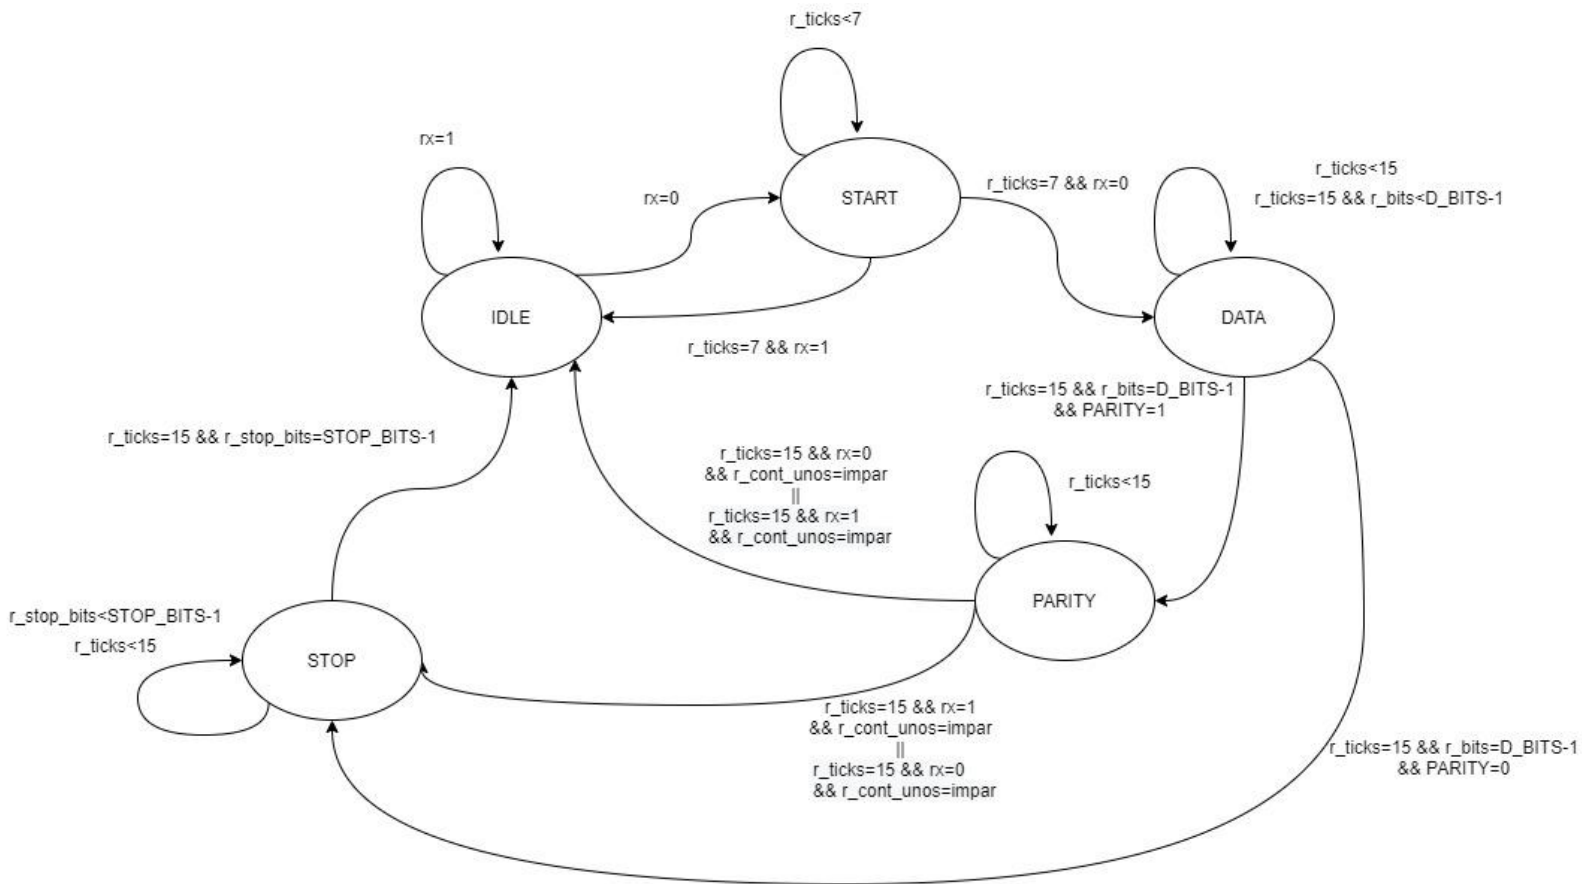 r_ticks<7
rx=1
rx=0
START
r_ticks=7 && rx=0
r_ticks<15
r_ticks=15 && r_bits<D_BITS-1
IDLE
DATA
r_ticks=7 && rx=1
r_ticks=15 && r_bits=D_BITS-1
&& PARITY=1
r_ticks=15 && r_stop_bits=STOP_BITS-1
r_ticks=15 && rx=0
&& r_cont_unos=impar
||
r_ticks=15 && rx=1
&& r_cont_unos=impar
r_ticks<15
PARITY
r_stop_bits<STOP_BITS-1
r_ticks<15
STOP
r_ticks=15 && rx=1
&& r_cont_unos=impar
||
r_ticks=15 && rx=0
&& r_cont_unos=impar
r_ticks=15 && r_bits=D_BITS-1
&& PARITY=0